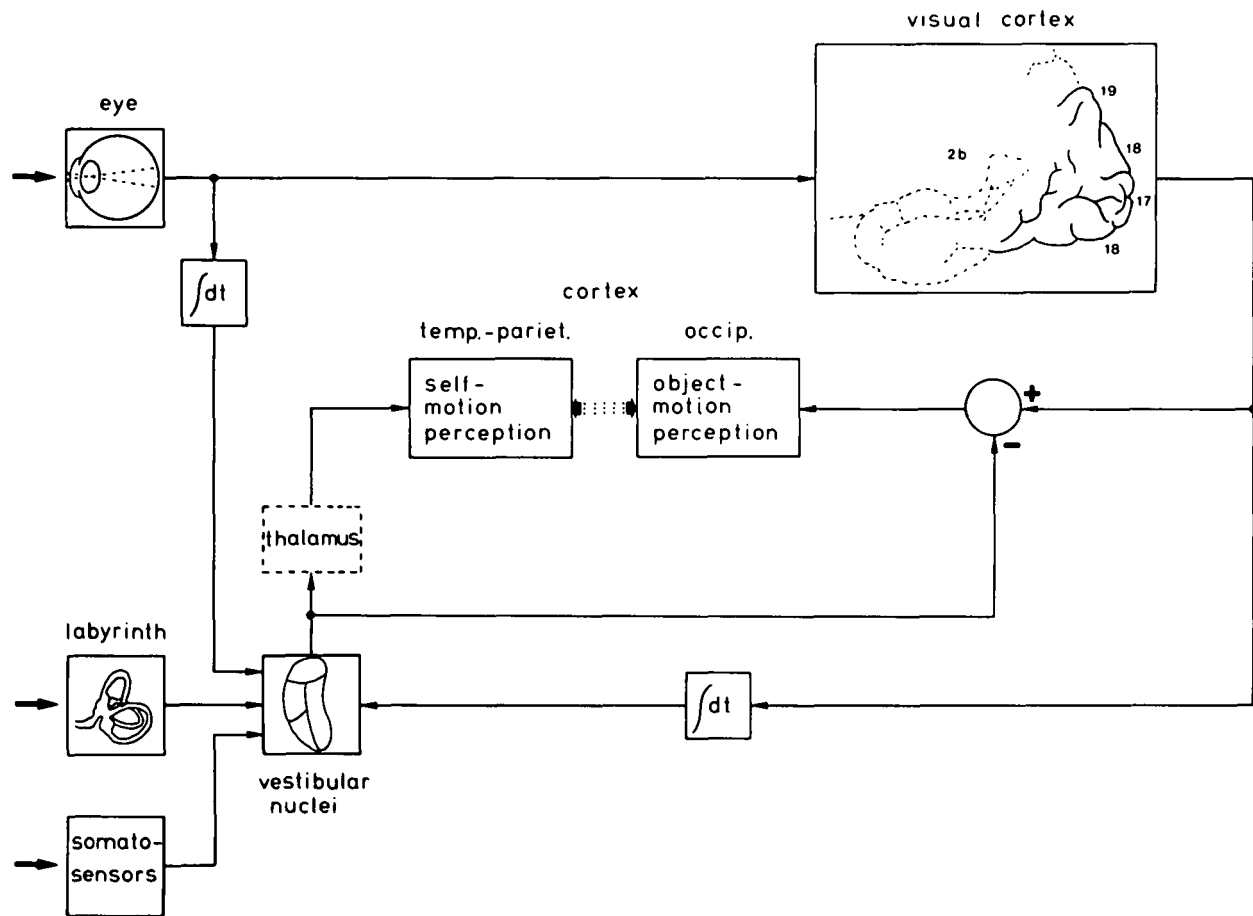 visual cortex
eye
19
18
2b
17
18
∫dt
cortex
temp.-pariet.
occip.
self-
motion
perception
object-
motion
perception
+
-
thalamus
labyrinth
∫dt
vestibular
nuclei
somato-
sensors